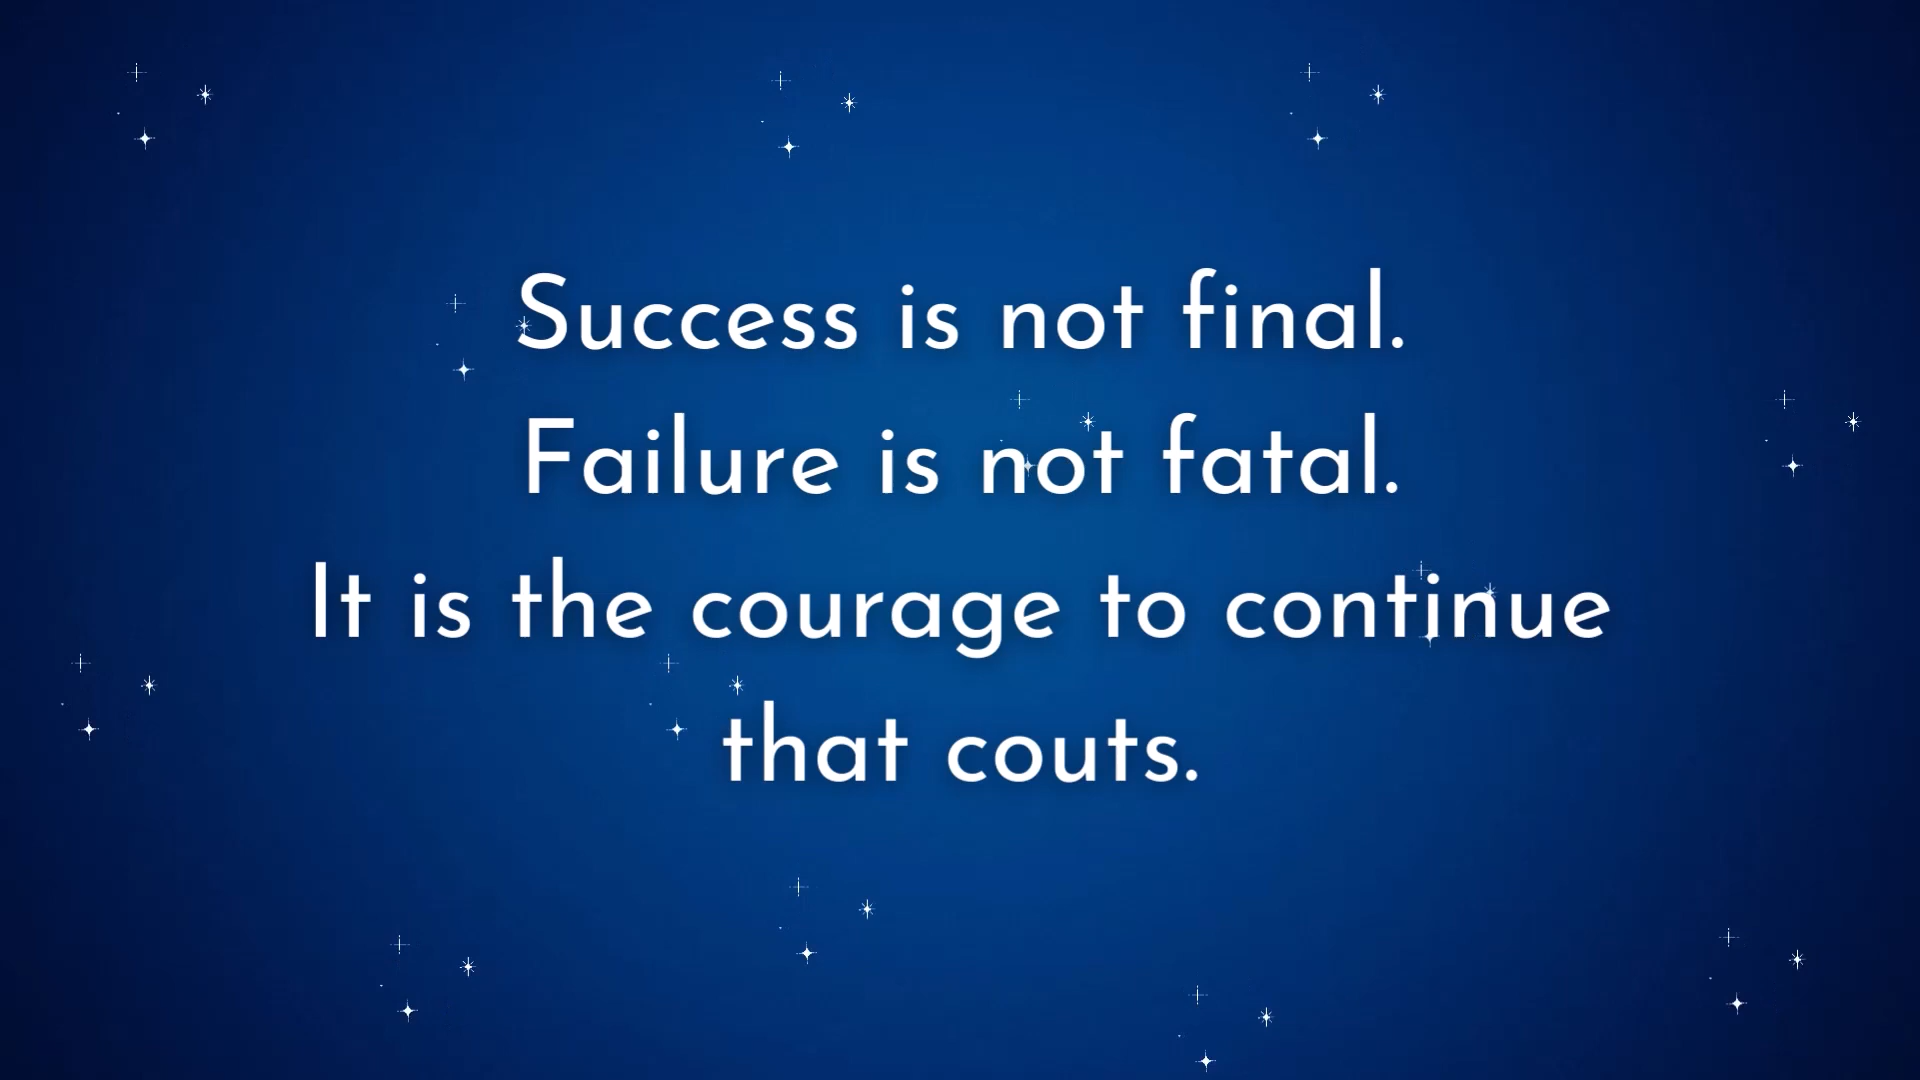 Success is not final.
Failure is not fatal.
It is the courage to continue
that couts.